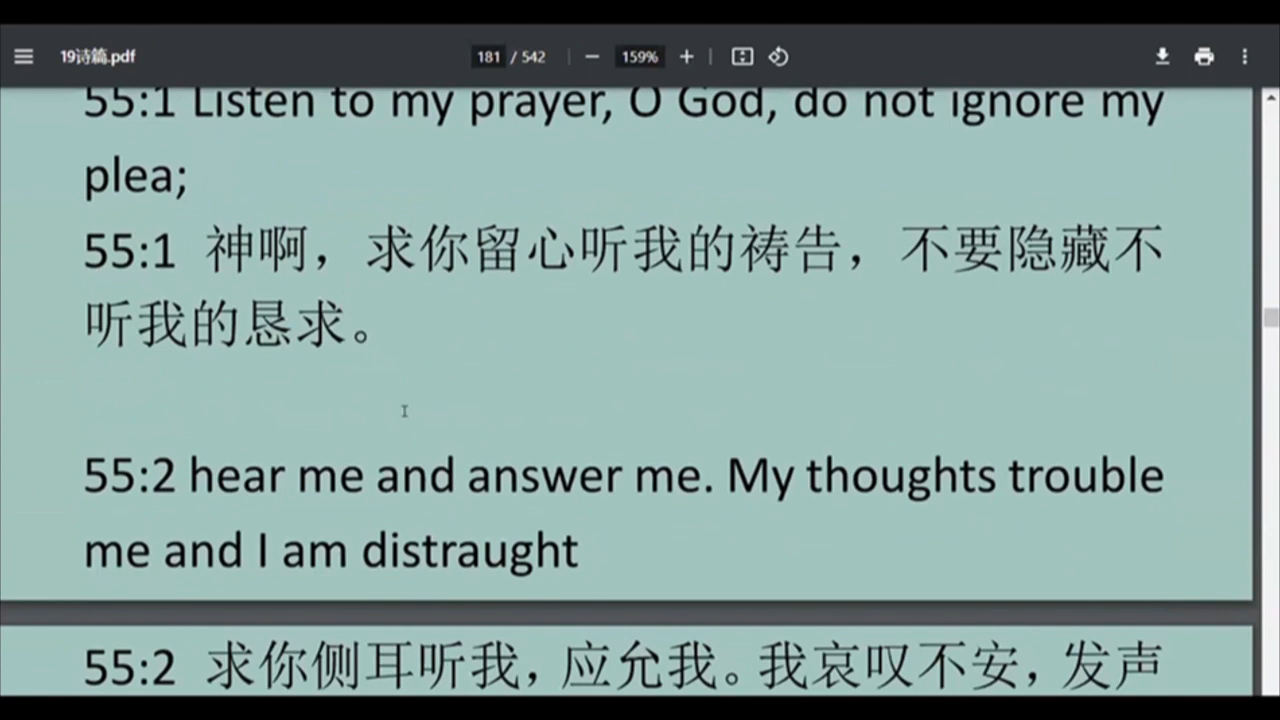 19诗篇.pdf
181 / 542
159%
55:1 Listen to my prayer, O God, do not ignore my
plea;
55:1 神啊，求你留心听我的祷告，不要隐藏不
听我的恳求。
55:2 hear me and answer me. My thoughts trouble
me and I am distraught
55:2 求你侧耳听我，应允我。我哀叹不安，发声